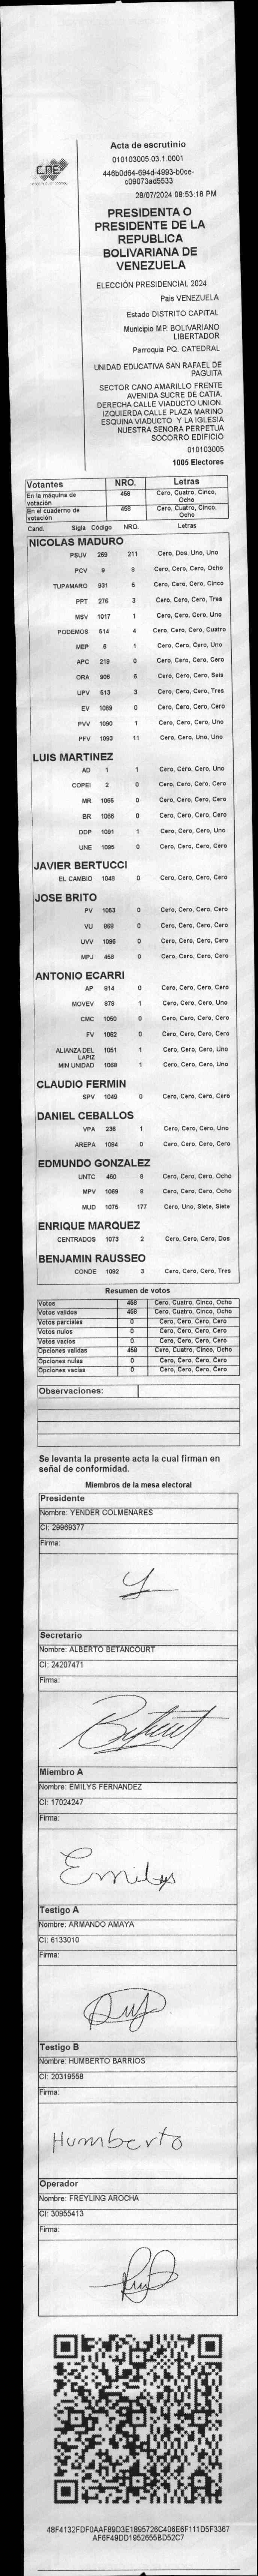 CNE
Acta de escrutinio
010103005.03.1.0001
446b0d64-694d-4993-b0ce-
c09073ad5533
28/07/2024 08:53:18 PM
PRESIDENTA O
PRESIDENTE DE LA
REPUBLICA
BOLIVARIANA DE
VENEZUELA
ELECCIÓN PRESIDENCIAL 2024
Pais VENEZUELA
Estado DISTRITO CAPITAL
Municipio MP. BOLIVARIANO
LIBERTADOR
Parroquia PQ. CATEDRAL
UNIDAD EDUCATIVA SAN RAFAEL DE
PAGUITA
SECTOR CANO AMARILLO FRENTE
AVENIDA SUCRE DE CATIA.
DERECHA CALLE VIADUCTO UNION.
IZQUIERDA CALLE PLAZA MARINO
ESQUINA VIADUCTO. Y LA IGLESIA
NUESTRA SENORA PERPETUA
SOCORRO EDIFICIO
010103005
1005 Electores
Votantes NRO. Letras
En la máquina de votación 458 Cero, Cuatro, Cinco, Ocho
En el cuaderno de votación 458 Cero, Cuatro, Cinco, Ocho
Cand. Sigla Código NRO. Letras
NICOLAS MADURO
PSUV 269 211 Cero, Dos, Uno, Uno
PCV 9 8 Cero, Cero, Cero, Ocho
TUPAMARO 931 5 Cero, Cero, Cero, Cinco
PPT 276 3 Cero, Cero, Cero, Tres
MSV 1017 1 Cero, Cero, Cero, Uno
PODEMOS 514 4 Cero, Cero, Cero, Cuatro
MEP 6 1 Cero, Cero, Cero, Uno
APC 219 0 Cero, Cero, Cero, Cero
ORA 906 6 Cero, Cero, Cero, Seis
UPV 513 3 Cero, Cero, Cero, Tres
EV 1089 0 Cero, Cero, Cero, Cero
PVV 1090 1 Cero, Cero, Cero, Uno
PFV 1093 11 Cero, Cero, Uno, Uno
LUIS MARTINEZ
AD 1 1 Cero, Cero, Cero, Uno
COPEI 2 0 Cero, Cero, Cero, Cero
MR 1065 0 Cero, Cero, Cero, Cero
BR 1066 0 Cero, Cero, Cero, Cero
DDP 1091 1 Cero, Cero, Cero, Uno
UNE 1095 0 Cero, Cero, Cero, Cero
JAVIER BERTUCCI
EL CAMBIO 1048 0 Cero, Cero, Cero, Cero
JOSE BRITO
PV 1053 0 Cero, Cero, Cero, Cero
VU 868 0 Cero, Cero, Cero, Cero
UVV 1096 0 Cero, Cero, Cero, Cero
MPJ 458 0 Cero, Cero, Cero, Cero
ANTONIO ECARRI
AP 914 0 Cero, Cero, Cero, Cero
MOVEV 879 1 Cero, Cero, Cero, Uno
CMC 1050 0 Cero, Cero, Cero, Cero
FV 1052 0 Cero, Cero, Cero, Cero
ALIANZA DEL LAPIZ 1051 1 Cero, Cero, Cero, Uno
MIN UNIDAD 1068 1 Cero, Cero, Cero, Uno
CLAUDIO FERMIN
SPV 1049 0 Cero, Cero, Cero, Cero
DANIEL CEBALLOS
VPA 236 1 Cero, Cero, Cero, Uno
AREPA 1094 0 Cero, Cero, Cero, Cero
EDMUNDO GONZALEZ
UNTC 460 8 Cero, Cero, Cero, Ocho
MPV 1069 8 Cero, Cero, Cero, Ocho
MUD 1075 177 Cero, Uno, Siete, Siete
ENRIQUE MARQUEZ
CENTRADOS 1073 2 Cero, Cero, Cero, Dos
BENJAMIN RAUSSEO
CONDE 1092 3 Cero, Cero, Cero, Tres
Resumen de votos
Votos 458 Cero, Cuatro, Cinco, Ocho
Votos validos 458 Cero, Cuatro, Cinco, Ocho
Votos parciales 0 Cero, Cero, Cero, Cero
Votos nulos 0 Cero, Cero, Cero, Cero
Votos vacios 0 Cero, Cero, Cero, Cero
Opciones validas 458 Cero, Cuatro, Cinco, Ocho
Opciones nulas 0 Cero, Cero, Cero, Cero
Opciones vacias 0 Cero, Cero, Cero, Cero
Observaciones:
Se levanta la presente acta la cual firman en
señal de conformidad.
Miembros de la mesa electoral
Presidente
Nombre: YENDER COLMENARES
CI: 29969377
Firma:
Secretario
Nombre: ALBERTO BETANCOURT
CI: 24207471
Firma:
Miembro A
Nombre: EMILYS FERNANDEZ
CI: 17024247
Firma:
Emilys
Testigo A
Nombre: ARMANDO AMAYA
CI: 6133010
Firma:
Testigo B
Nombre: HUMBERTO BARRIOS
CI: 20319558
Firma:
Humberto
Operador
Nombre: FREYLING AROCHA
CI: 30955413
Firma:
48F4132FDF0AAF89D3E1895726C406E6F111D5F3367
AF6F49DD1952655BD52C7